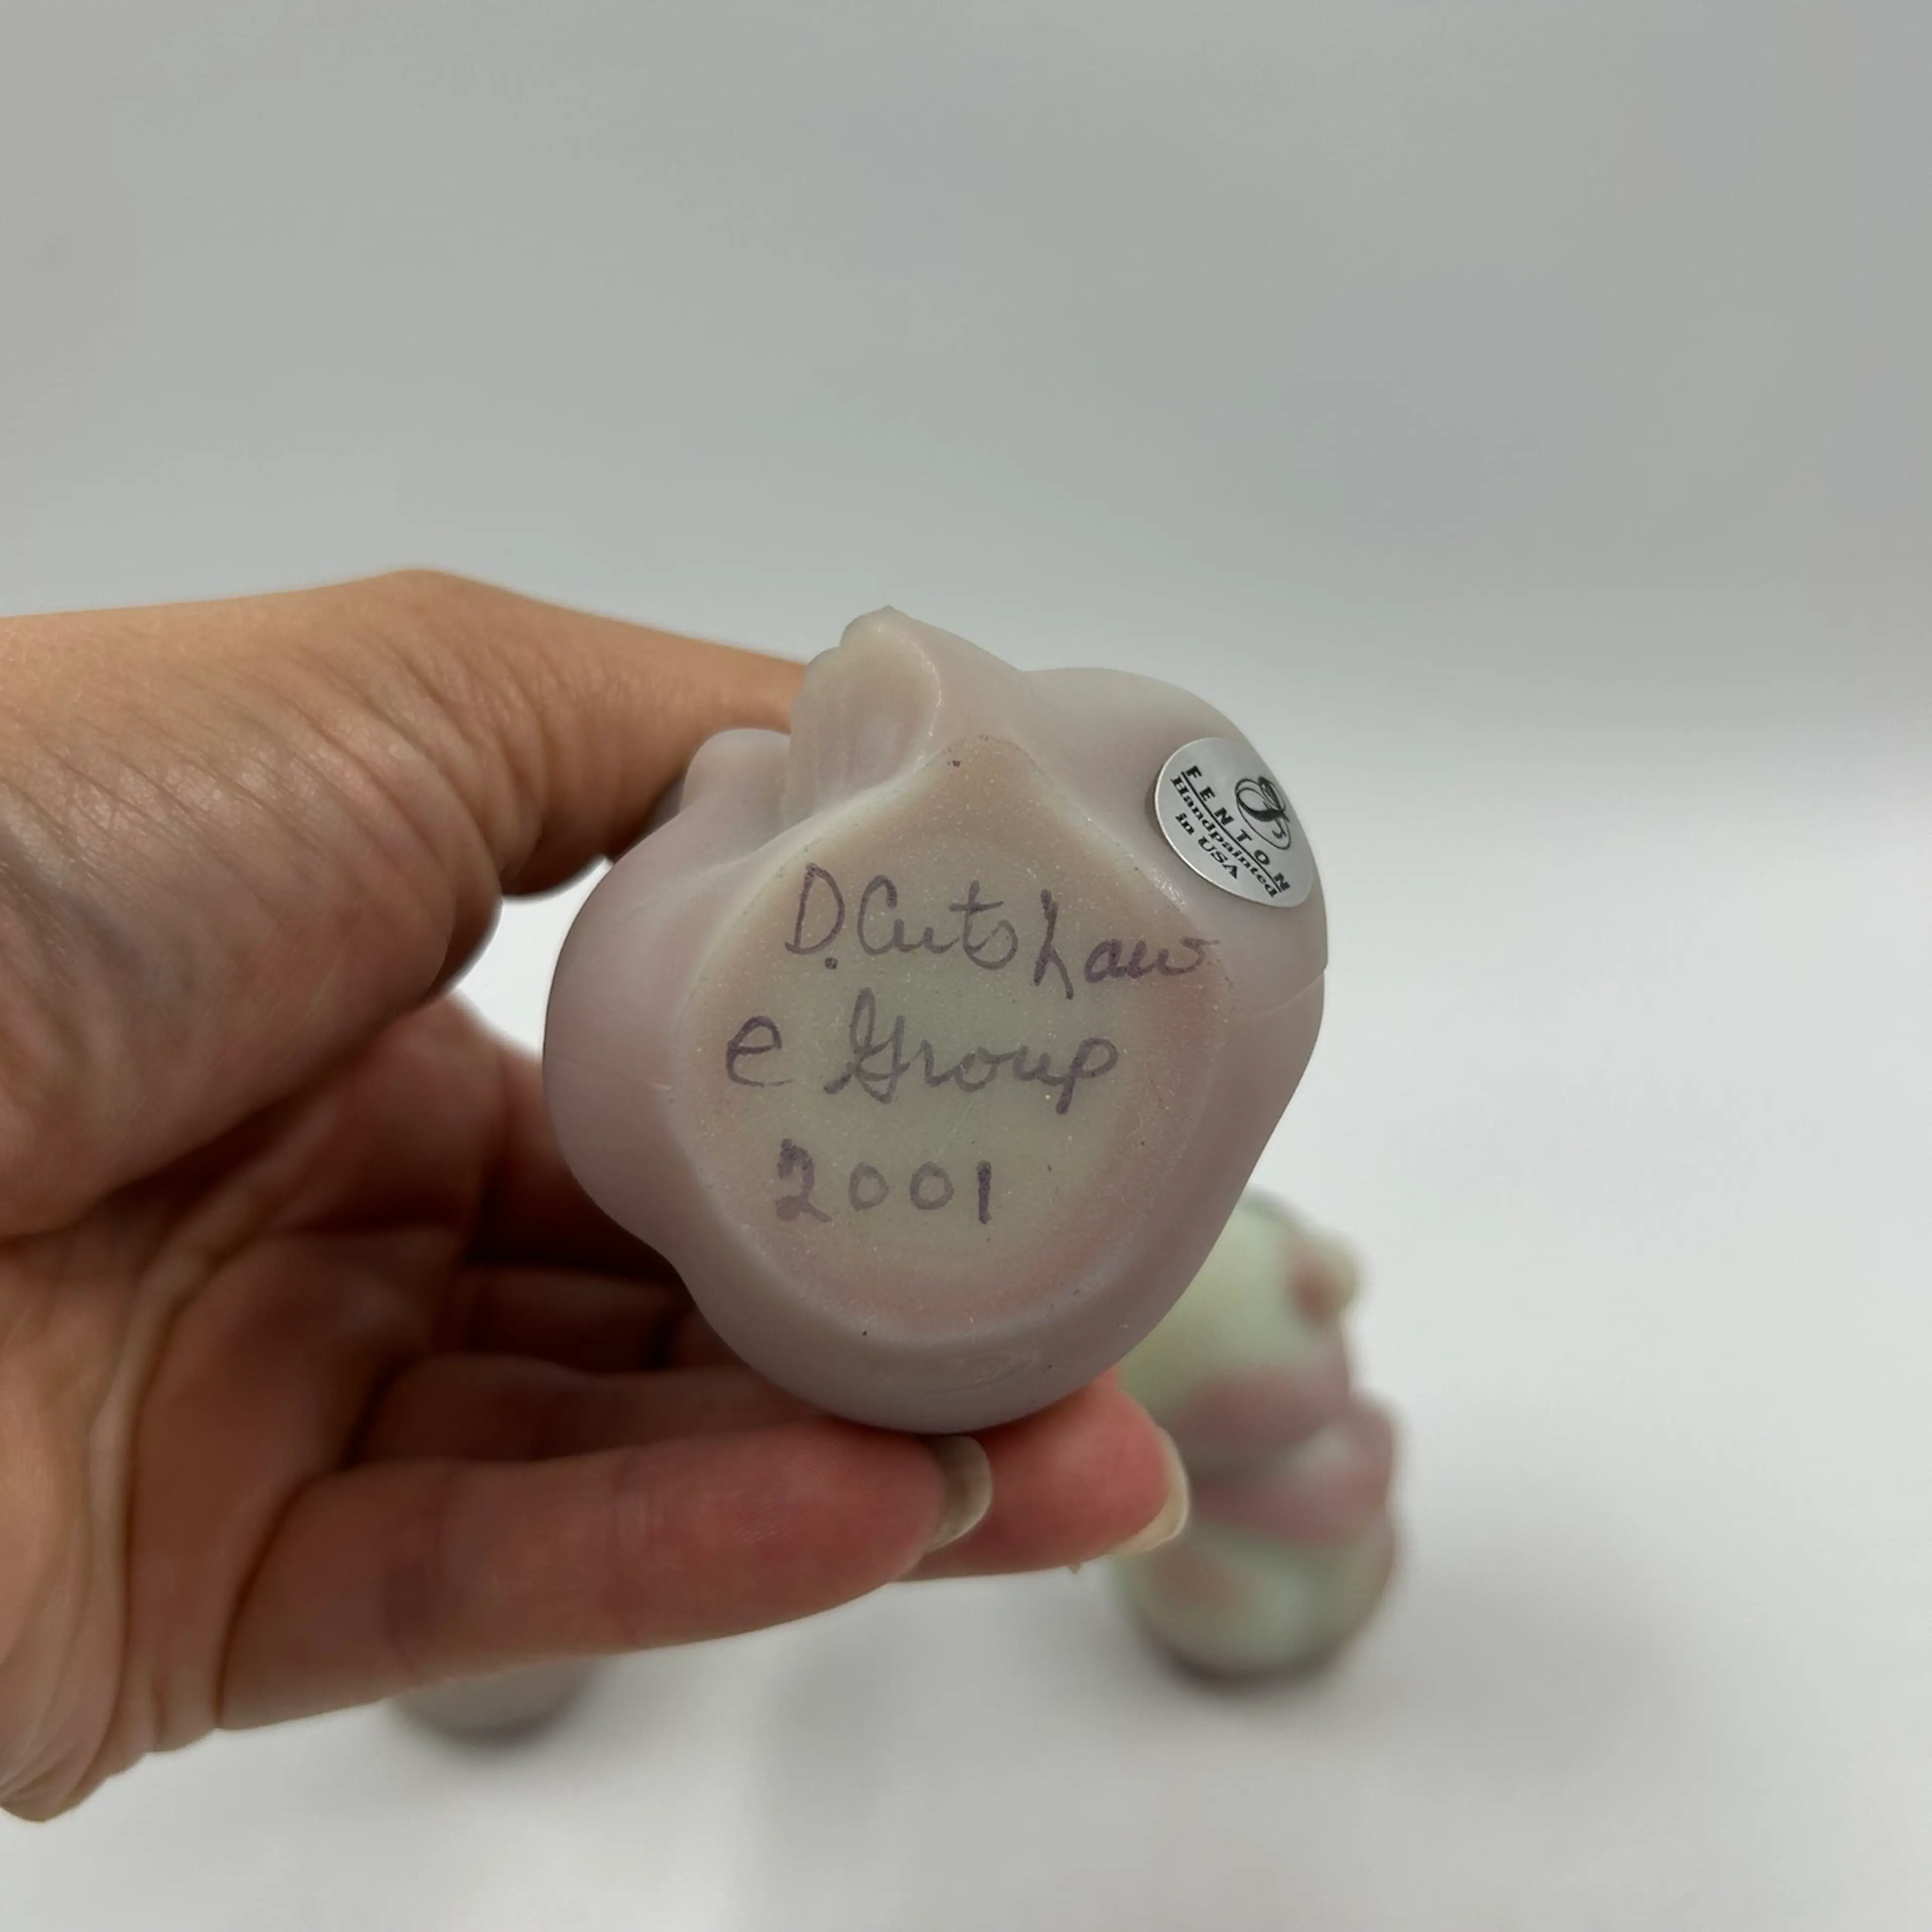 D. Cutshaw
e Group
2001
FENTON
Handpainted
in USA